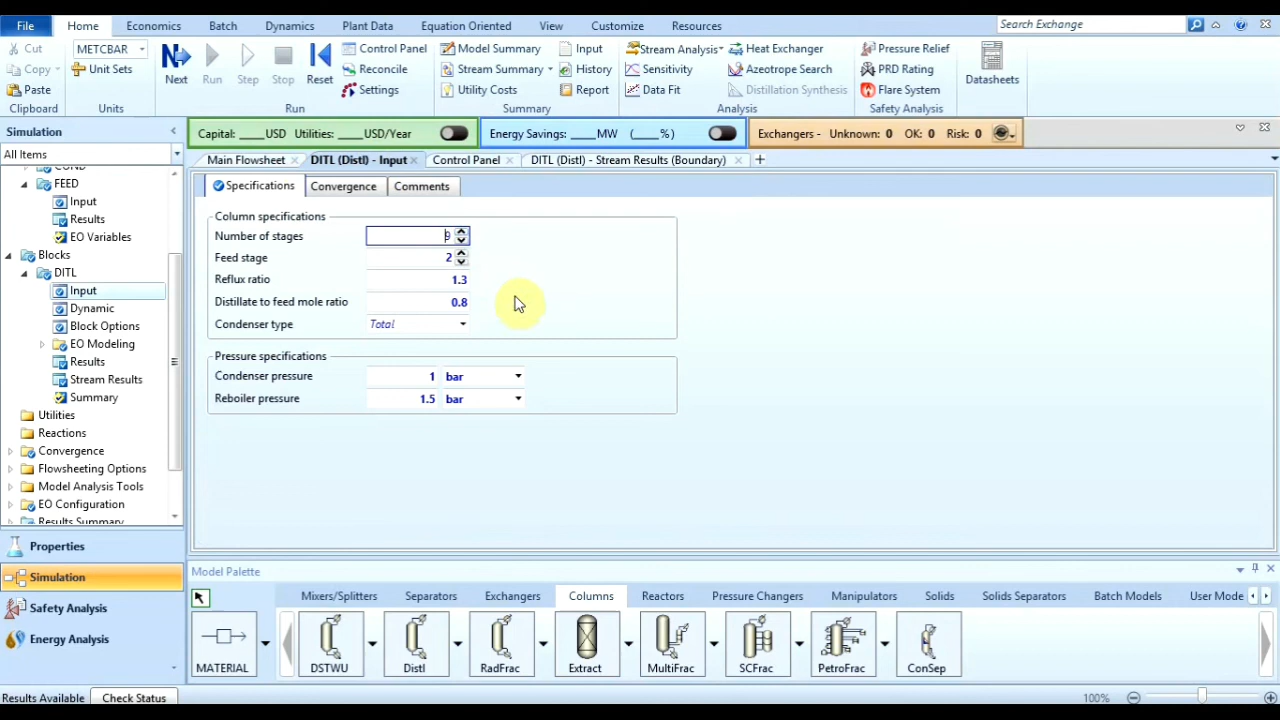 File Home Economics Batch Dynamics Plant Data Equation Oriented View Customize Resources Search Exchange
Cut METCBAR Control Panel Model Summary Input Stream Analysis Heat Exchanger Pressure Relief
Copy Unit Sets Reconcile Stream Summary History Sensitivity Azeotrope Search PRD Rating
Paste Next Run Step Stop Reset Settings Utility Costs Report Data Fit Distillation Synthesis Flare System Datasheets
Clipboard Units Run Summary Analysis Safety Analysis
Simulation Capital: ____USD Utilities: ____USD/Year Energy Savings: ____MW (____%) Exchangers - Unknown: 0 OK: 0 Risk: 0
All Items Main Flowsheet DITL (Distl) - Input Control Panel DITL (Distl) - Stream Results (Boundary)
COND
FEED
Input
Results
EO Variables
Blocks
DITL
Input
Dynamic
Block Options
EO Modeling
Results
Stream Results
Summary
Utilities
Reactions
Convergence
Flowsheeting Options
Model Analysis Tools
EO Configuration
Results Summary
Properties
Simulation
Safety Analysis
Energy Analysis
Specifications Convergence Comments
Column specifications
Number of stages 9
Feed stage 2
Reflux ratio 1.3
Distillate to feed mole ratio 0.8
Condenser type Total
Pressure specifications
Condenser pressure 1 bar
Reboiler pressure 1.5 bar
Model Palette
Mixers/Splitters Separators Exchangers Columns Reactors Pressure Changers Manipulators Solids Solids Separators Batch Models User Mode
MATERIAL DSTWU Distl RadFrac Extract MultiFrac SCFrac PetroFrac ConSep
Results Available Check Status 100%